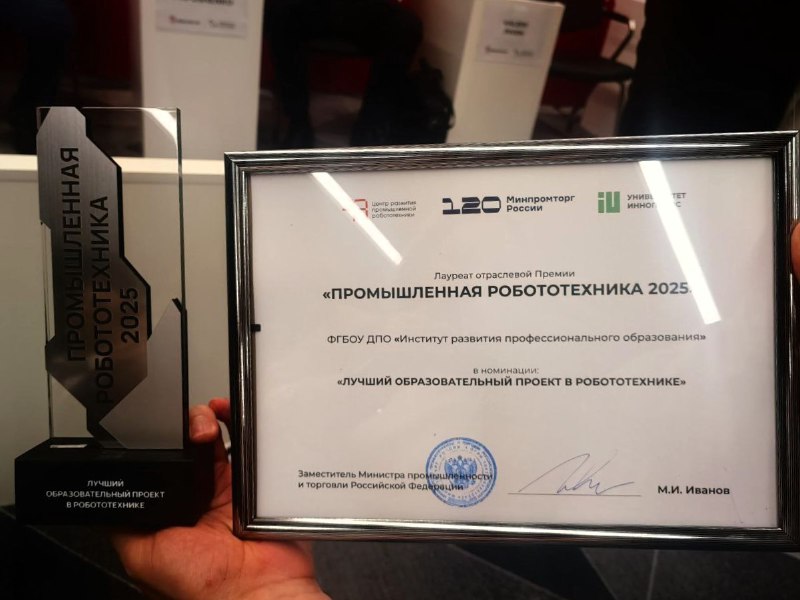 ПРОМЫШЛЕННАЯ
РОБОТОТЕХНИКА
2025
ЛУЧШИЙ
ОБРАЗОВАТЕЛЬНЫЙ ПРОЕКТ
В РОБОТОТЕХНИКЕ
центр развития
промышленной
робототехники
120
Минпромторг
России
УНИВЕРСИТЕТ
Лауреат отраслевой Премии
«ПРОМЫШЛЕННАЯ РОБОТОТЕХНИКА 2025»
ФГБОУ ДПО «Институт развития профессионального образования»
в номинации:
«ЛУЧШИЙ ОБРАЗОВАТЕЛЬНЫЙ ПРОЕКТ В РОБОТОТЕХНИКЕ»
Заместитель Министра промышленности
и торговли Российской Федерации
М.И. Иванов